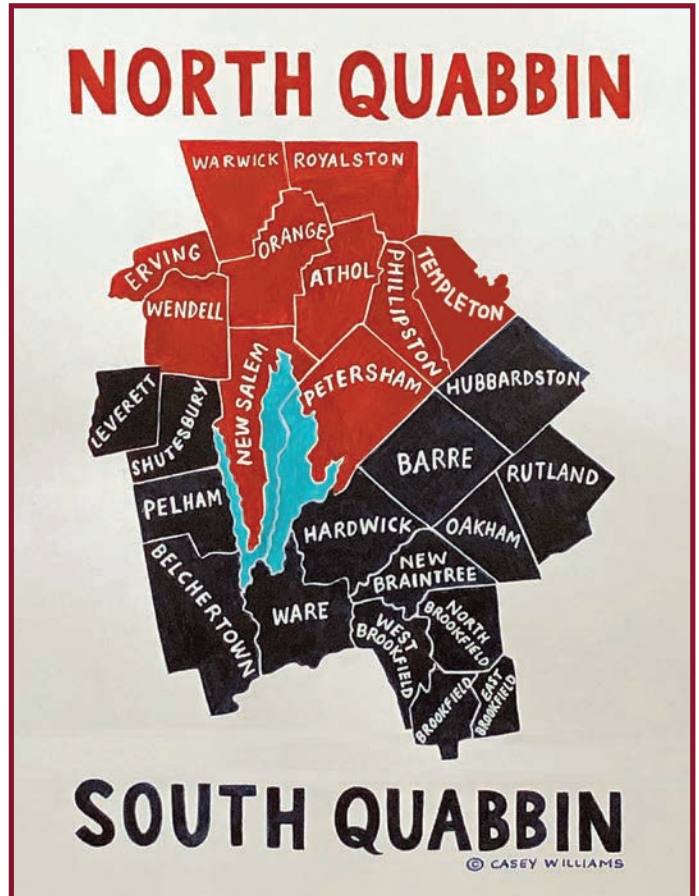 NORTH QUABBIN
WARWICK
ROYALSTON
ORANGE
ERVING
ATHOL
PHILLIPSTON
TEMPLETON
WENDELL
NEW SALEM
PETERSHAM
HUBBARDSTON
LEVERETT
SHUTESBURY
BARRE
RUTLAND
PELHAM
HARDWICK
OAKHAM
BELCHERTOWN
NEW
BRAINTREE
WARE
WEST
BROOKFIELD
NORTH
BROOKFIELD
BROOKFIELD
EAST
BROOKFIELD
SOUTH QUABBIN
© CASEY WILLIAMS